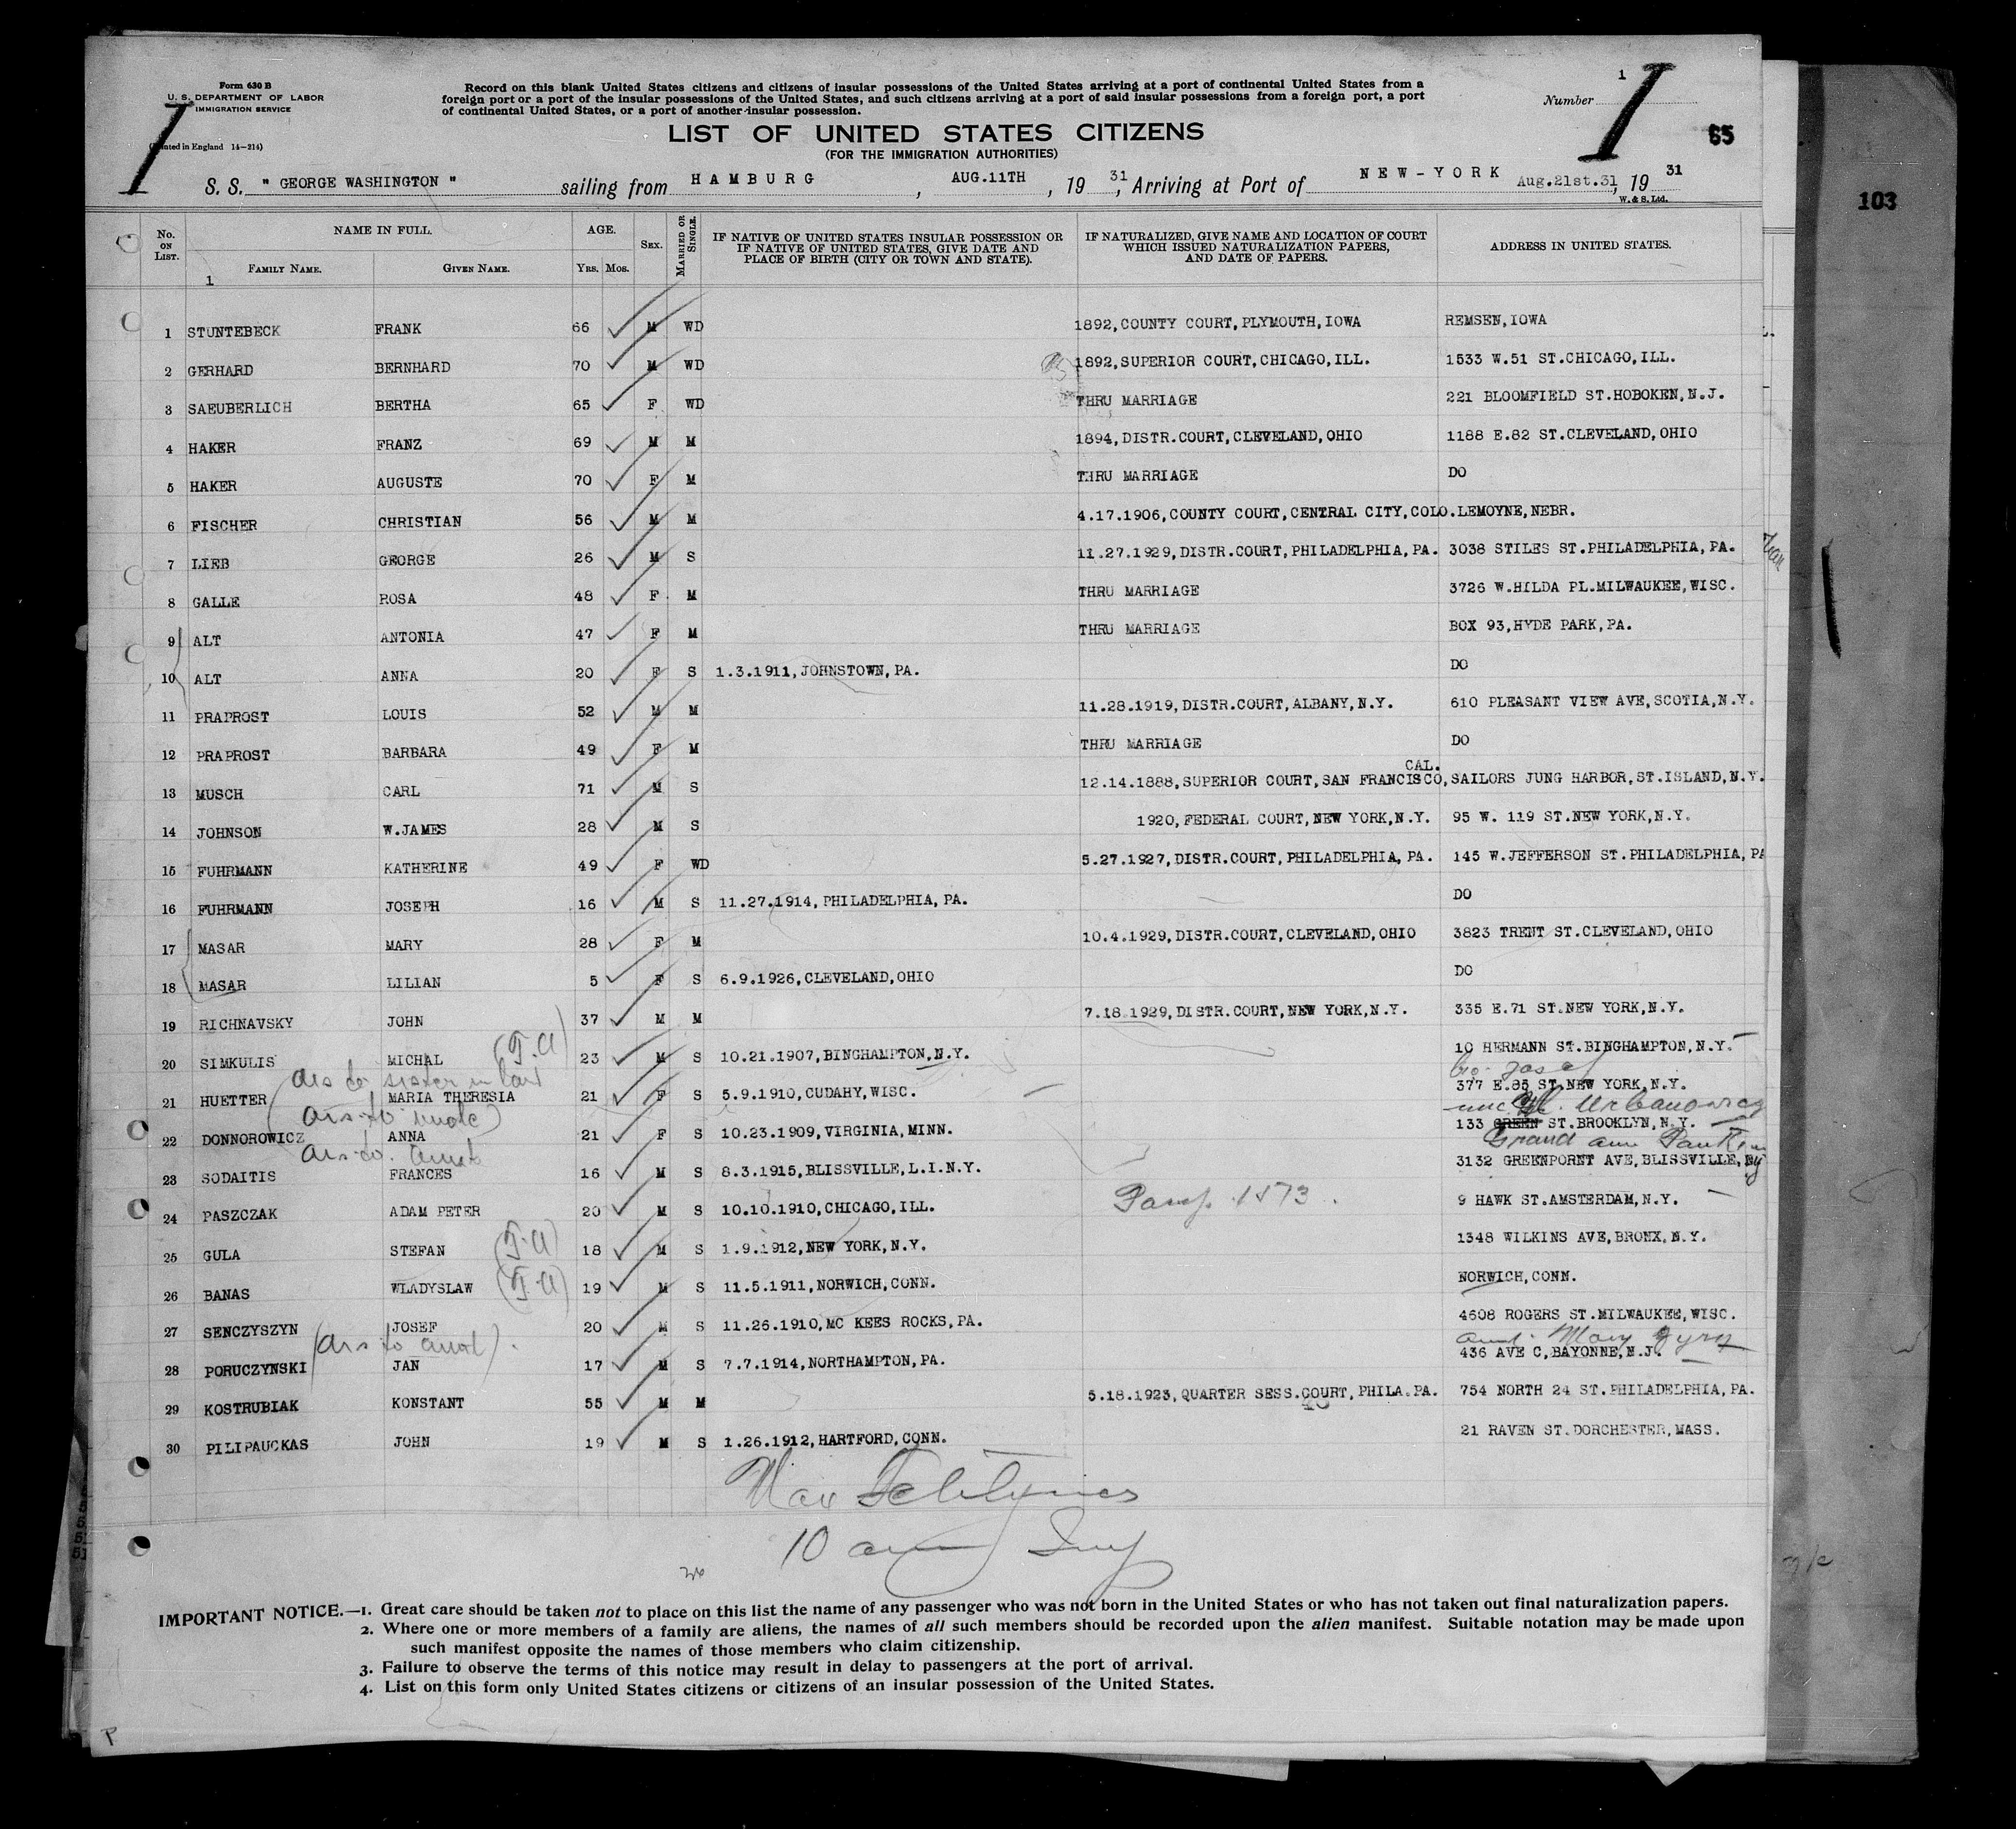 Form 630 B
U. S. DEPARTMENT OF LABOR
IMMIGRATION SERVICE
(Printed in England 14—214)
Record on this blank United States citizens and citizens of insular possessions of the United States arriving at a port of continental United States from a
foreign port or a port of the insular possessions of the United States, and such citizens arriving at a port of said insular possessions from a foreign port, a port
of continental United States, or a port of another insular possession.
1
Number
65
LIST OF UNITED STATES CITIZENS
(FOR THE IMMIGRATION AUTHORITIES)
S. S. " GEORGE WASHINGTON " sailing from HAMBURG, AUG.11TH, 19 31, Arriving at Port of NEW-YORK Aug.21st.31, 19 31
W. & S. Ltd.
103
No. ON LIST. NAME IN FULL. AGE. SEX. MARRIED OR SINGLE. IF NATIVE OF UNITED STATES INSULAR POSSESSION OR IF NATIVE OF UNITED STATES, GIVE DATE AND PLACE OF BIRTH (CITY OR TOWN AND STATE). IF NATURALIZED, GIVE NAME AND LOCATION OF COURT WHICH ISSUED NATURALIZATION PAPERS, AND DATE OF PAPERS. ADDRESS IN UNITED STATES.
1 FAMILY NAME. GIVEN NAME. YRS. MOS.
1 STUNTEBECK FRANK 66 M WD 1892, COUNTY COURT, PLYMOUTH, IOWA REMSEN, IOWA
2 GERHARD BERNHARD 70 M WD 1892, SUPERIOR COURT, CHICAGO, ILL. 1533 W.51 ST.CHICAGO, ILL.
3 SAEUBERLICH BERTHA 65 F WD THRU MARRIAGE 221 BLOOMFIELD ST.HOBOKEN, N.J.
4 HAKER FRANZ 69 M M 1894, DISTR.COURT, CLEVELAND, OHIO 1188 E.82 ST.CLEVELAND, OHIO
5 HAKER AUGUSTE 70 F M THRU MARRIAGE DO
6 FISCHER CHRISTIAN 56 M M 4.17.1906, COUNTY COURT, CENTRAL CITY, COLO. LEMOYNE, NEBR.
7 LIEB GEORGE 26 M S 11.27.1929, DISTR.COURT, PHILADELPHIA, PA. 3038 STILES ST.PHILADELPHIA, PA.
8 GALLE ROSA 48 F M THRU MARRIAGE 3726 W.HILDA PL.MILWAUKEE, WISC.
9 ALT ANTONIA 47 F M THRU MARRIAGE BOX 93, HYDE PARK, PA.
10 ALT ANNA 20 F S 1.3.1911, JOHNSTOWN, PA. DO
11 PRAPROST LOUIS 52 M M 11.28.1919, DISTR.COURT, ALBANY, N.Y. 610 PLEASANT VIEW AVE, SCOTIA, N.Y.
12 PRAPROST BARBARA 49 F M THRU MARRIAGE DO
13 MUSCH CARL 71 M S 12.14.1888, SUPERIOR COURT, SAN FRANCISCO, CAL. SAILORS JUNG HARBOR, ST.ISLAND, N.Y.
14 JOHNSON W.JAMES 28 M S 1920, FEDERAL COURT, NEW YORK, N.Y. 95 W. 119 ST.NEW YORK, N.Y.
15 FUHRMANN KATHERINE 49 F WD 5.27.1927, DISTR.COURT, PHILADELPHIA, PA. 145 W.JEFFERSON ST.PHILADELPHIA, PA
16 FUHRMANN JOSEPH 16 M S 11.27.1914, PHILADELPHIA, PA. DO
17 MASAR MARY 28 F M 10.4.1929, DISTR.COURT, CLEVELAND, OHIO 3823 TRENT ST.CLEVELAND, OHIO
18 MASAR LILIAN 5 F S 6.9.1926, CLEVELAND, OHIO DO
19 RICHNAVSKY JOHN 37 M M 7.18.1929, DISTR.COURT, NEW YORK, N.Y. 335 E.71 ST.NEW YORK, N.Y.
20 SIMKULIS MICHAL 23 M S 10.21.1907, BINGHAMPTON, N.Y. 10 HERMANN ST.BINGHAMPTON, N.Y.
sister in law
21 HUETTER MARIA THERESIA 21 F S 5.9.1910, CUDAHY, WISC. 377 E.85 ST.NEW YORK, N.Y.
Urbanowicz
22 DONNOROWICZ ANNA 21 F S 10.23.1909, VIRGINIA, MINN. 133 GREEN ST.BROOKLYN, N.Y.
Grand
23 SODAITIS FRANCES 16 M S 8.3.1915, BLISSVILLE, L.I.N.Y. 3132 GREENPORNT AVE, BLISSVILLE, NY
24 PASZCZAK ADAM PETER 20 M S 10.10.1910, CHICAGO, ILL. 9 HAWK ST.AMSTERDAM, N.Y.
25 GULA STEFAN 18 M S 1.9.1912, NEW YORK, N.Y. 1348 WILKINS AVE, BRONX, N.Y.
26 BANAS WLADYSLAW 19 M S 11.5.1911, NORWICH, CONN. NORWICH, CONN.
27 SENCZYSZYN JOSEF 20 M S 11.26.1910, MC KEES ROCKS, PA. 4608 ROGERS ST.MILWAUKEE, WISC.
aunt Mary
28 PORUCZYNSKI JAN 17 M S 7.7.1914, NORTHAMPTON, PA. 436 AVE C, BAYONNE, N.J.
29 KOSTRUBIAK KONSTANT 55 M M 5.18.1923, QUARTER SESS.COURT, PHILA.PA. 754 NORTH 24 ST.PHILADELPHIA, PA.
30 PILIPAUCKAS JOHN 19 M S 1.26.1912, HARTFORD, CONN. 21 RAVEN ST.DORCHESTER, MASS.
IMPORTANT NOTICE.—1. Great care should be taken not to place on this list the name of any passenger who was not born in the United States or who has not taken out final naturalization papers.
2. Where one or more members of a family are aliens, the names of all such members should be recorded upon the alien manifest. Suitable notation may be made upon
such manifest opposite the names of those members who claim citizenship.
3. Failure to observe the terms of this notice may result in delay to passengers at the port of arrival.
4. List on this form only United States citizens or citizens of an insular possession of the United States.